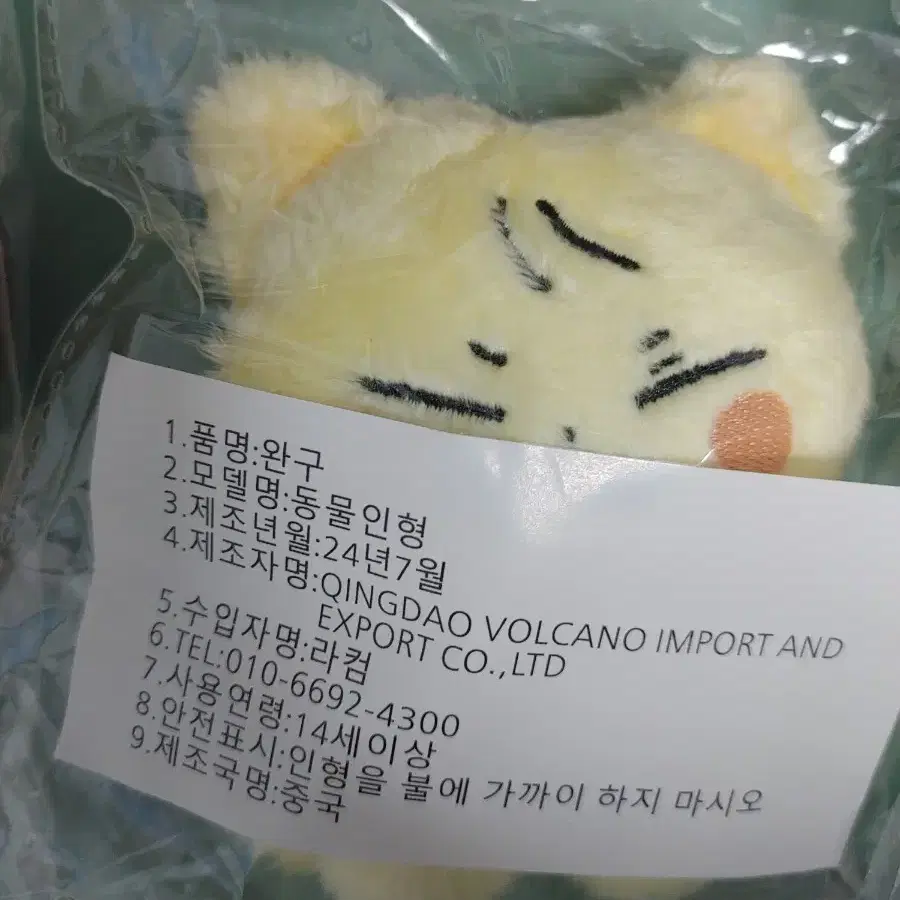 1.품명:완구
2.모델명:동물인형
3.제조년월:24년7월
4.제조자명:QINGDAO VOLCANO IMPORT AND
EXPORT CO.,LTD
5.수입자명:라컴
6.TEL:010-6692-4300
7.사용연령:14세이상
8.안전표시:인형을 불에 가까이 하지 마시오
9.제조국명:중국